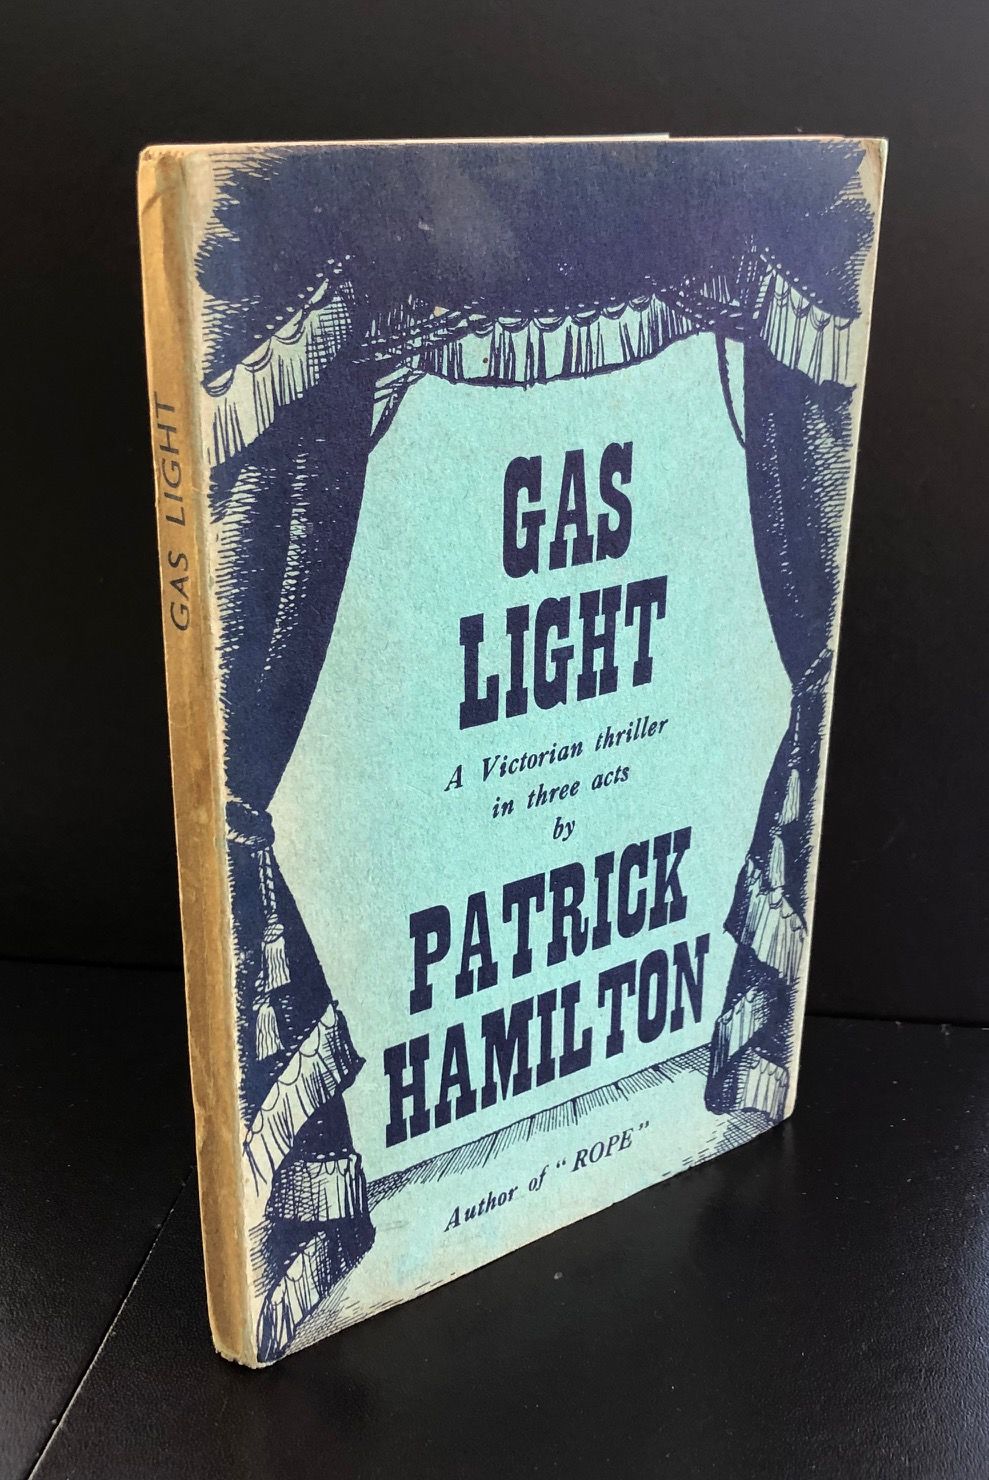 GAS LIGHT
GAS
LIGHT
A Victorian thriller
in three acts
by
PATRICK
HAMILTON
Author of "ROPE"